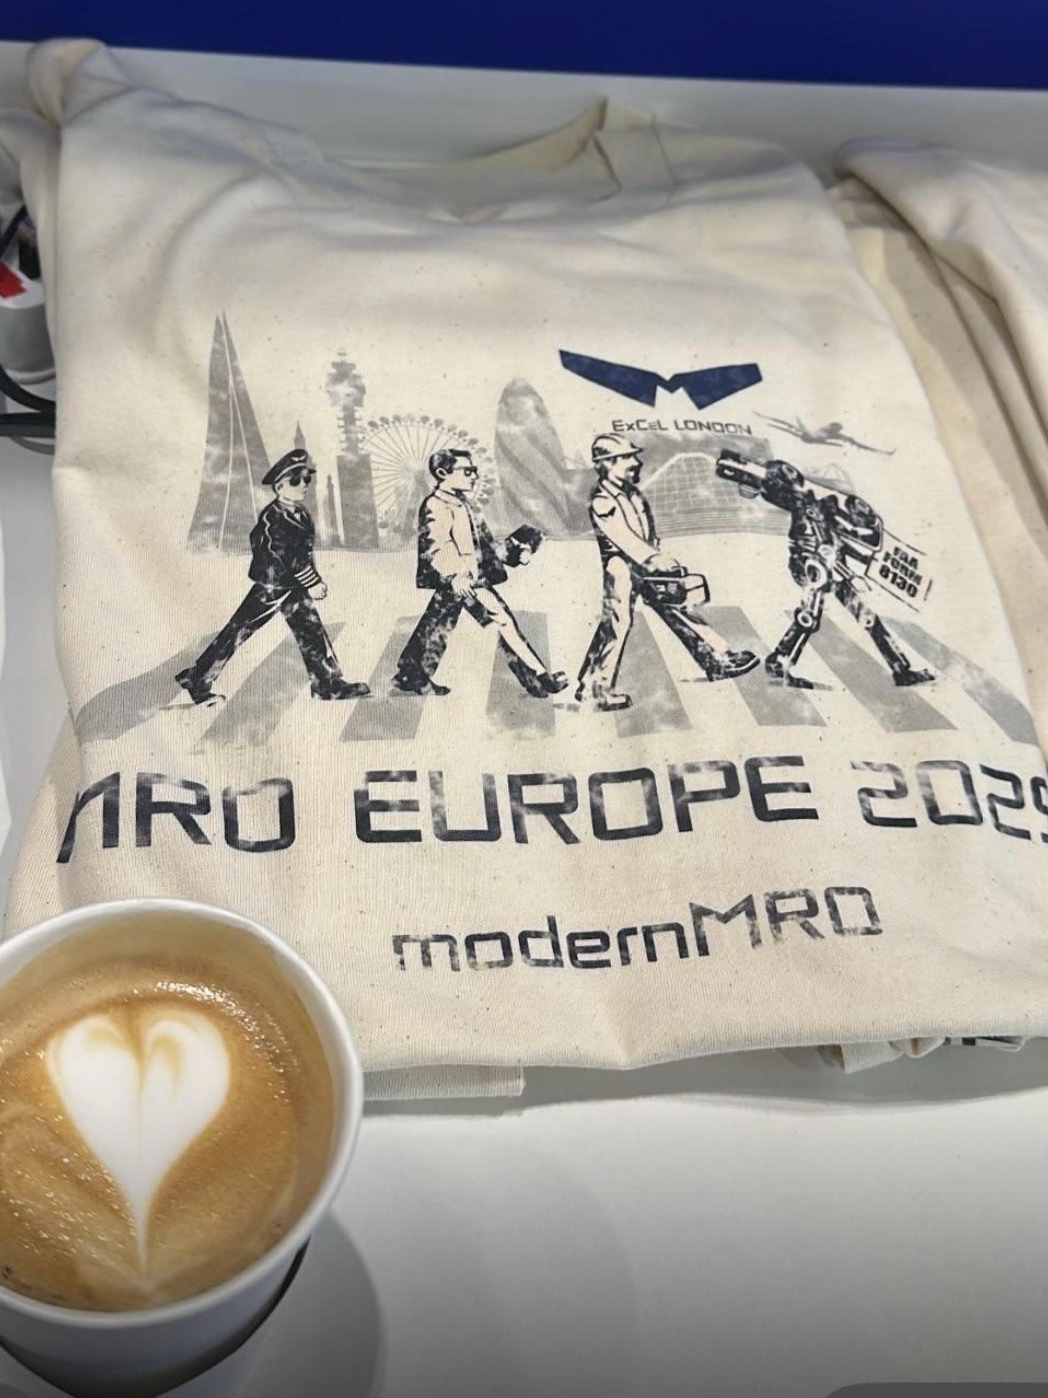 ExCeL LONDON
FAA
FORM
8130
MRO EUROPE 2025
modernMRO